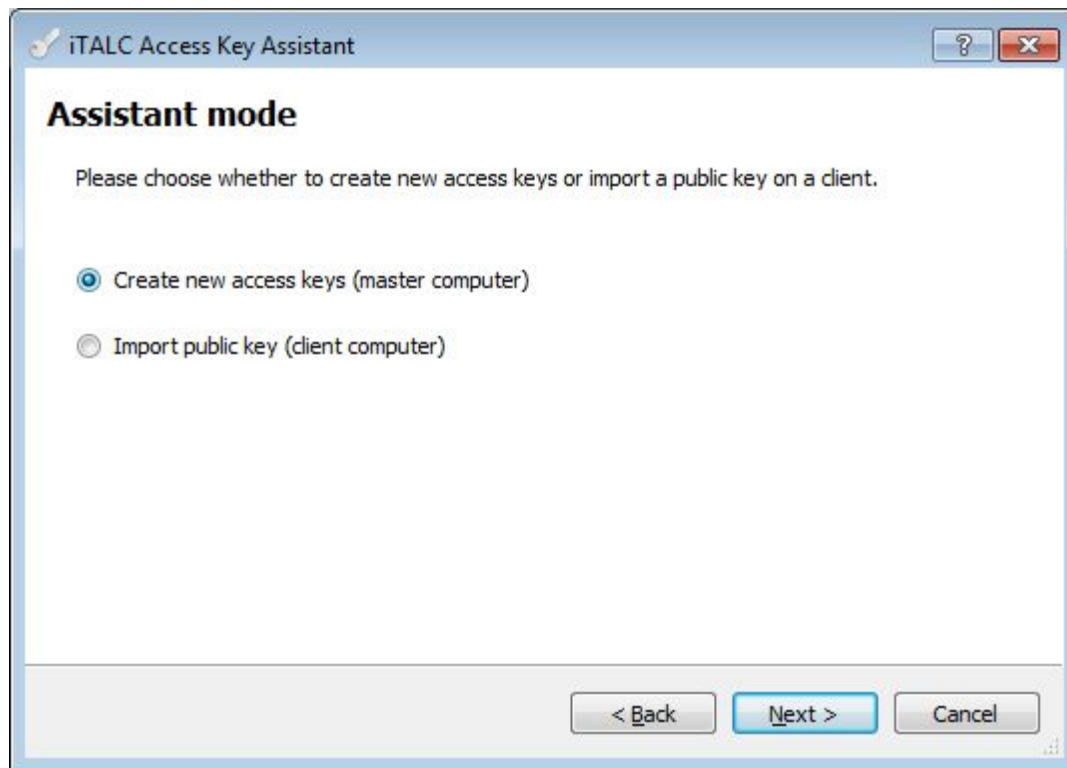 iTALC Access Key Assistant
Assistant mode
Please choose whether to create new access keys or import a public key on a client.
Create new access keys (master computer)
Import public key (client computer)
< Back
Next >
Cancel